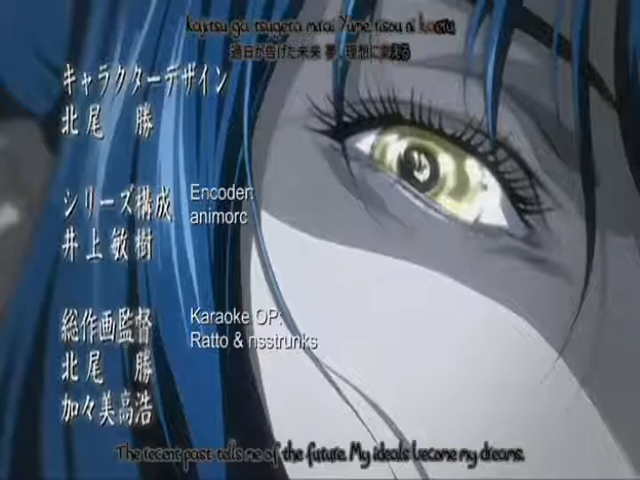 Kajitsu ga tsugeta mirai Yume risou ni kaeru
過日が告げた未来 夢、理想に変える
キャラクターデザイン
北尾 勝
シリーズ構成
井上敏樹
Encoder:
animorc
総作画監督
北尾 勝
加々美高浩
Karaoke OP:
Ratto & nsstrunks
The recent past tells me of the future. My ideals become my dreams.